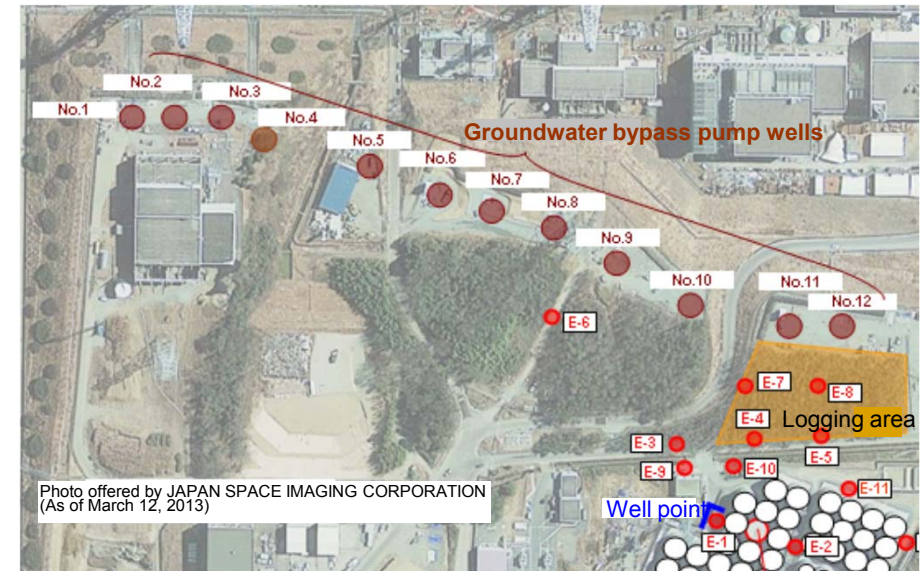 No.2
No.1
No.3
No.4
No.5
Groundwater bypass pump wells
No.6
No.7
No.8
No.9
No.10
No.11
No.12
E-6
E-7
E-8
E-4
Logging area
E-3
E-5
E-9
E-10
E-11
Photo offered by JAPAN SPACE IMAGING CORPORATION
(As of March 12, 2013)
Well point
E-1
E-2